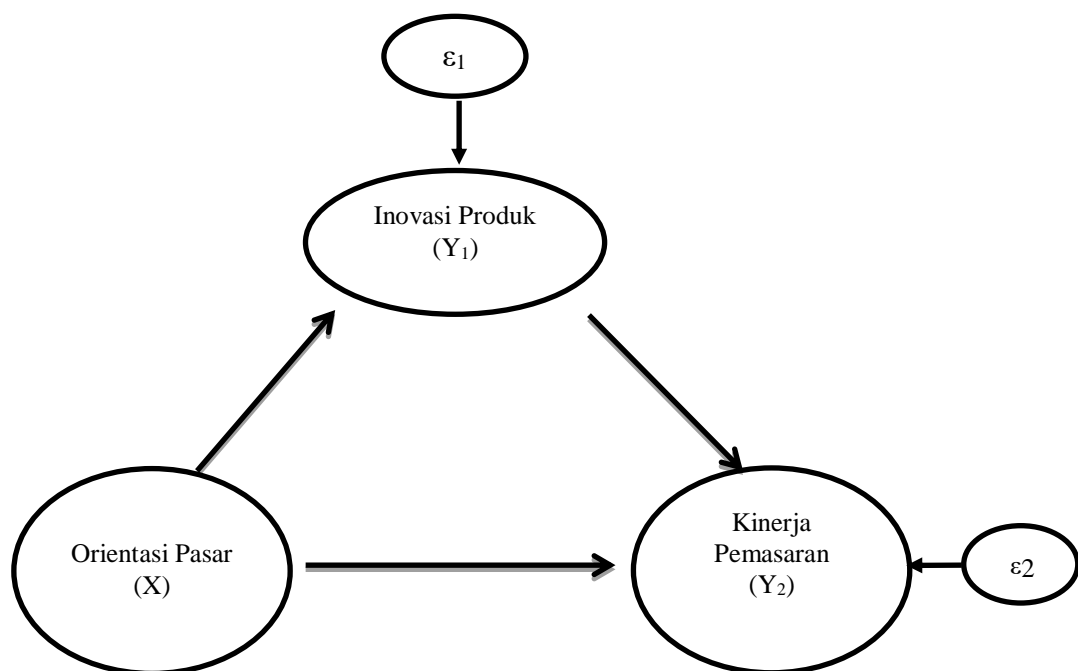 ε₁
Inovasi Produk
(Y₁)
Orientasi Pasar
(X)
Kinerja
Pemasaran
(Y₂)
ε2